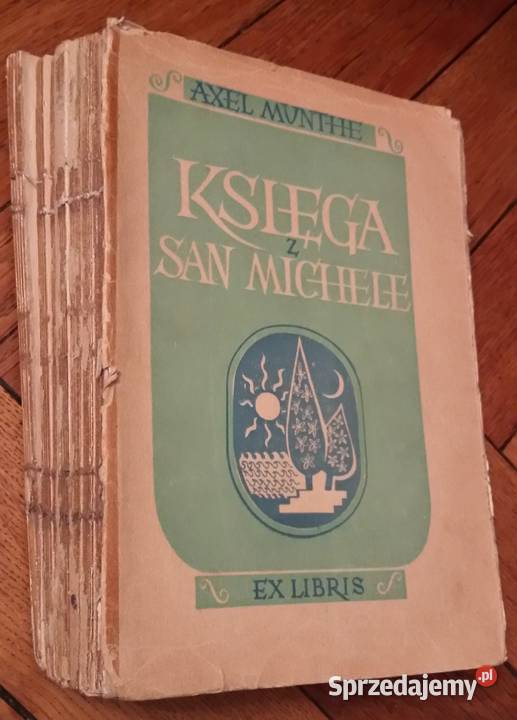 AXEL MUNTHE
KSIĘGA
Z
SAN MICHELE
EX LIBRIS
Sprzedajemy.pl